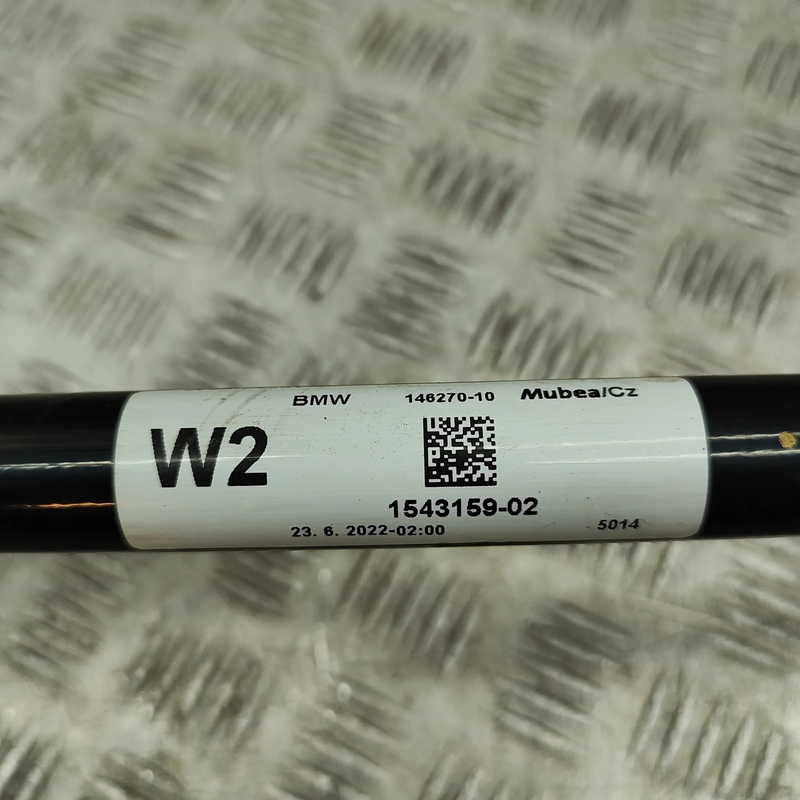 BMW 146270-10 Mubea/Cz
W2
1543159-02
23. 6. 2022-02:00 5014